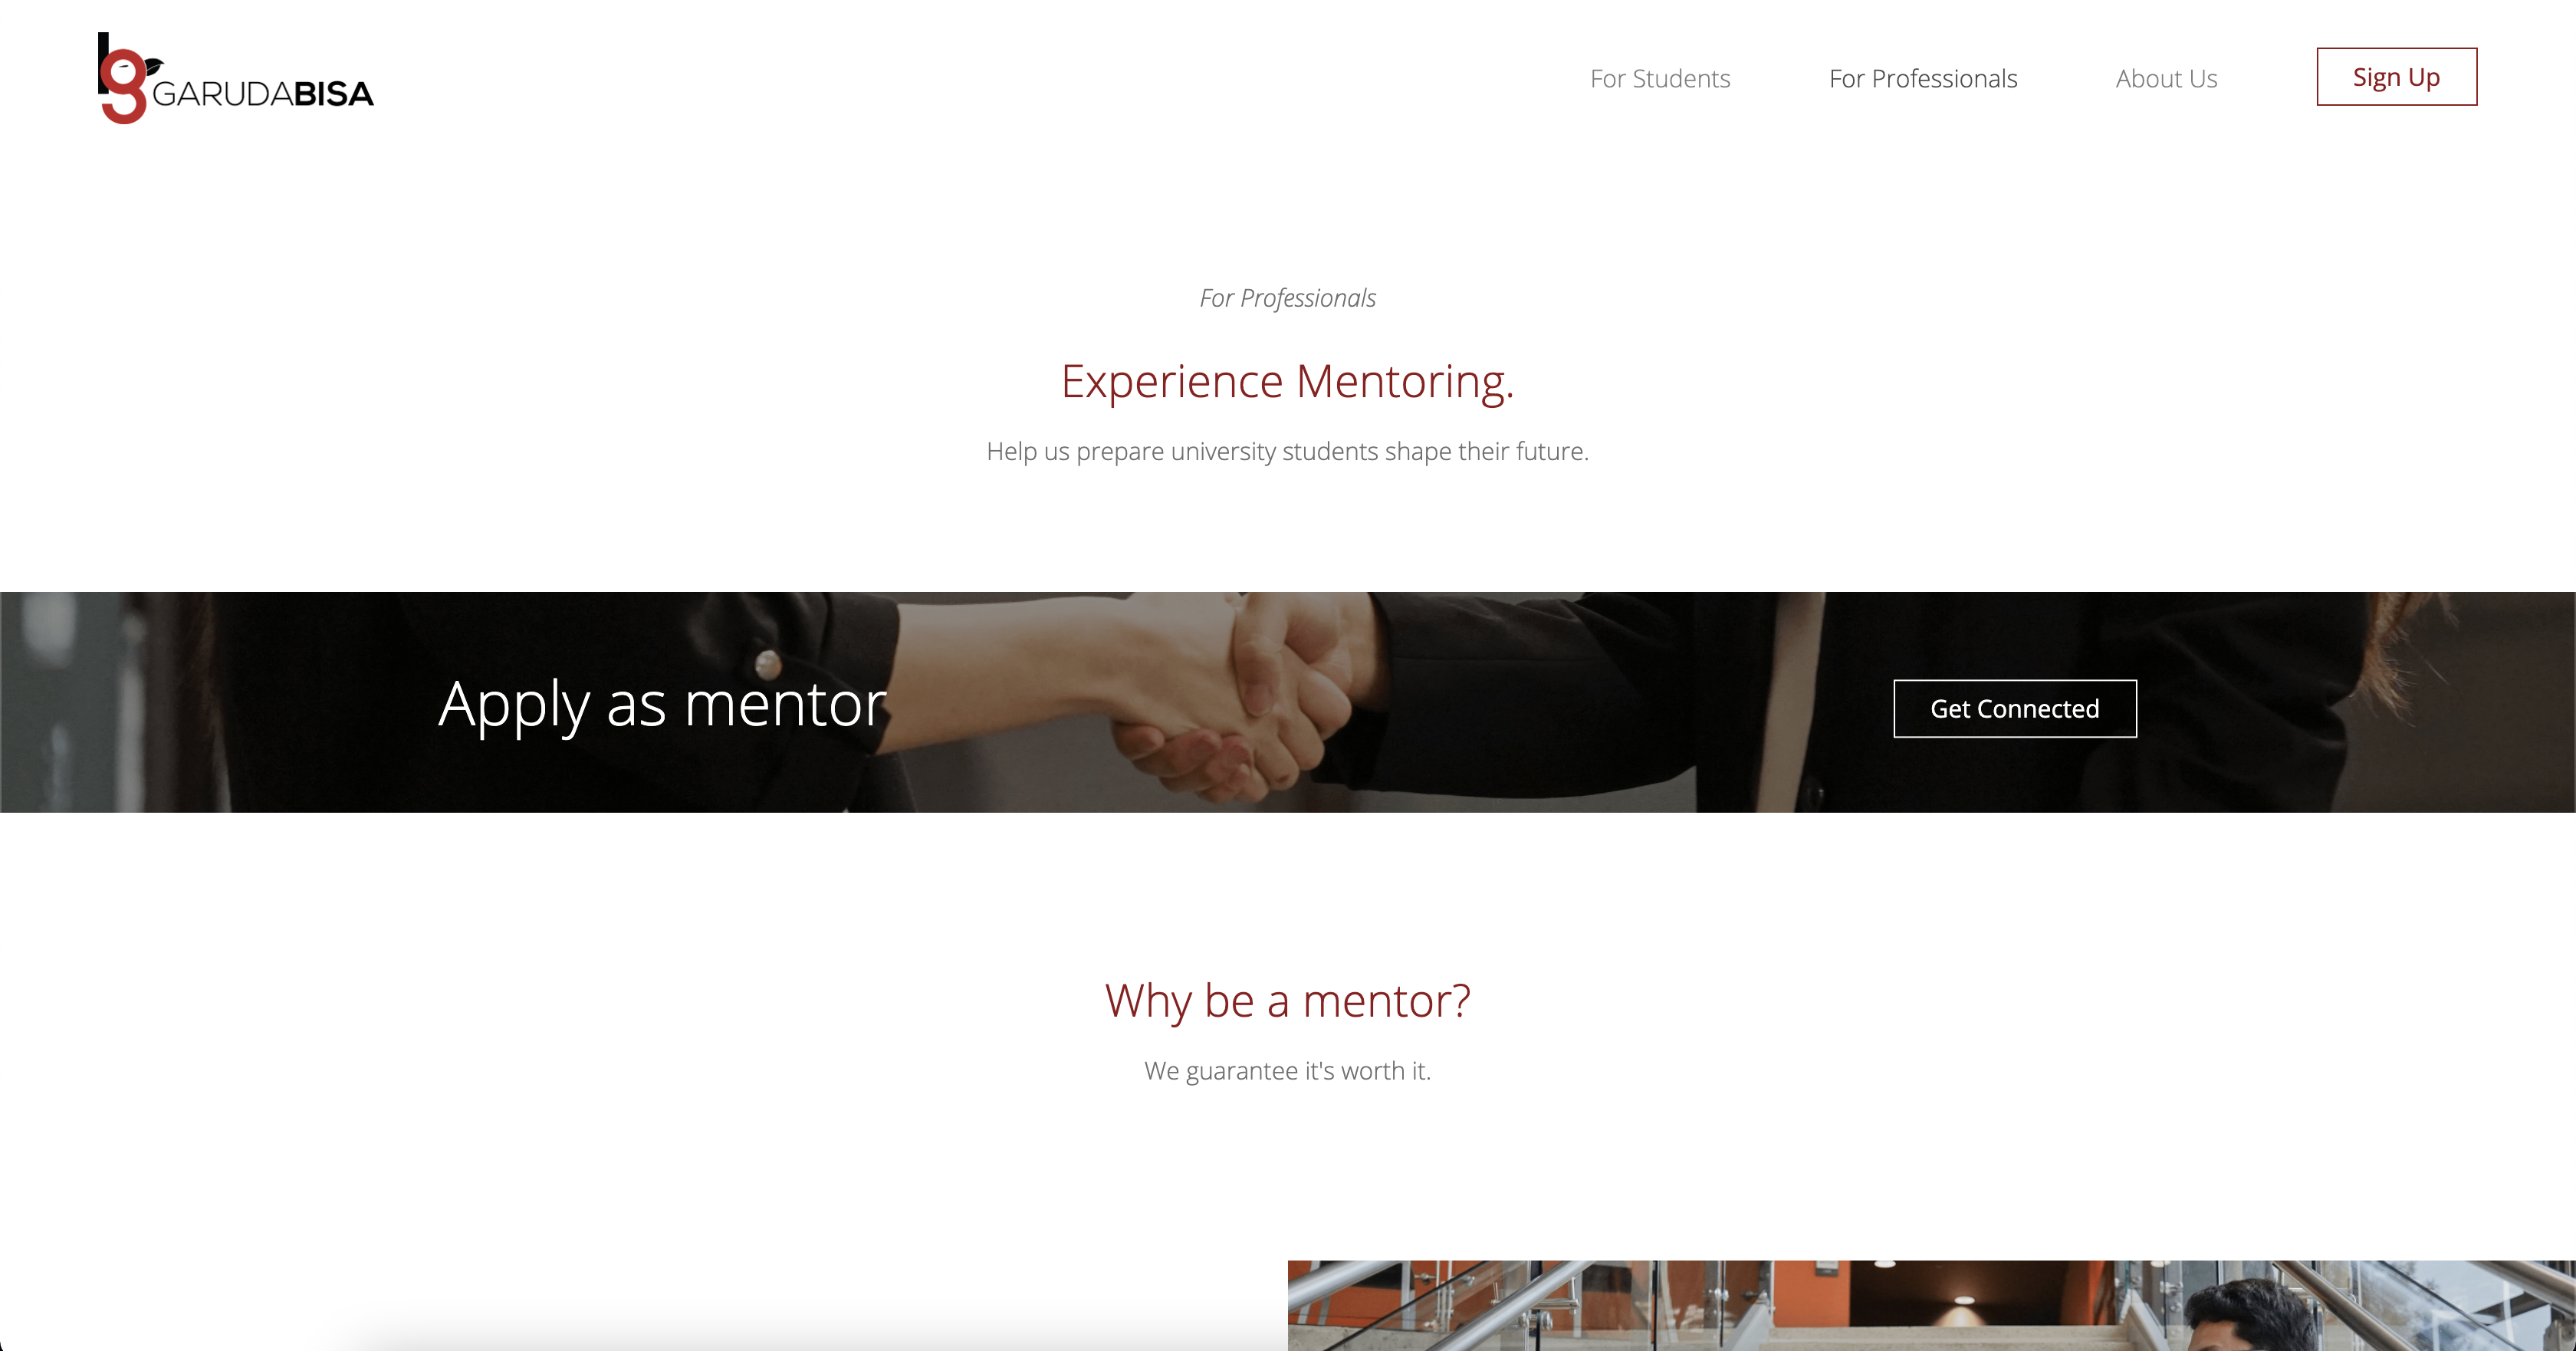 GARUDABISA
For Students
For Professionals
About Us
Sign Up
For Professionals
Experience Mentoring.
Help us prepare university students shape their future.
Apply as mentor
Get Connected
Why be a mentor?
We guarantee it's worth it.